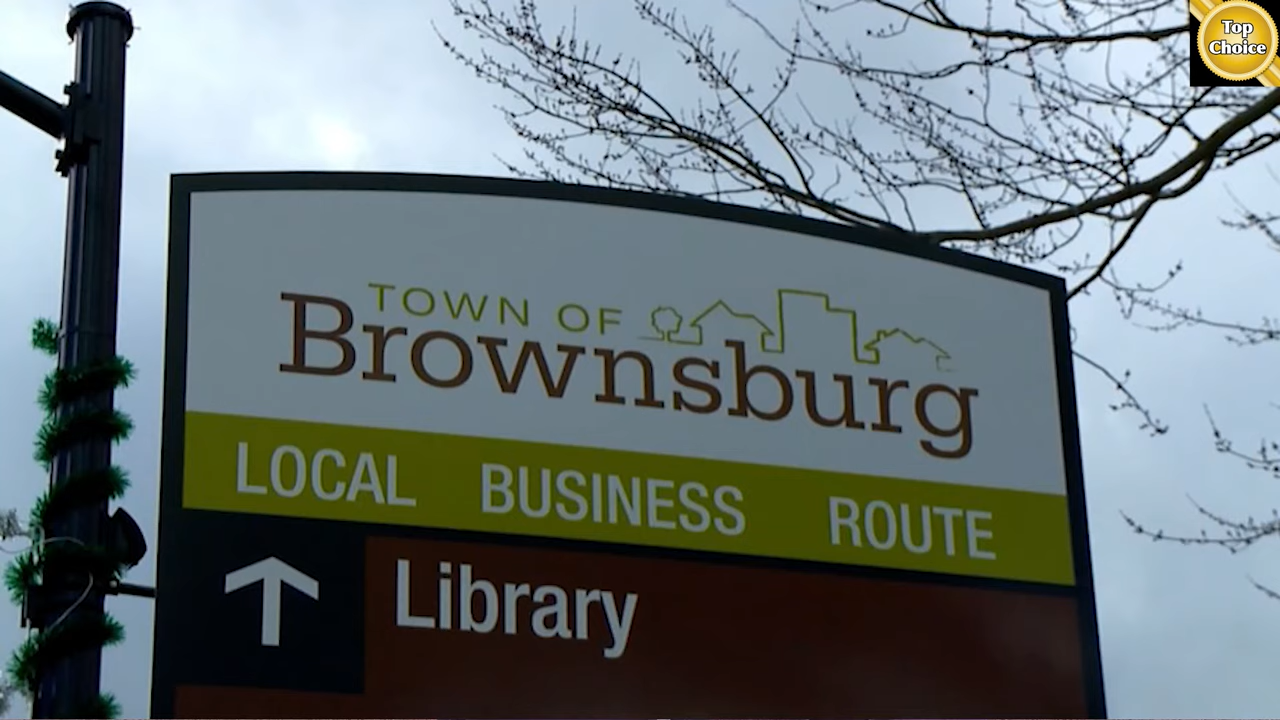 Top
Choice
TOWN OF
Brownsburg
LOCAL BUSINESS ROUTE
Library